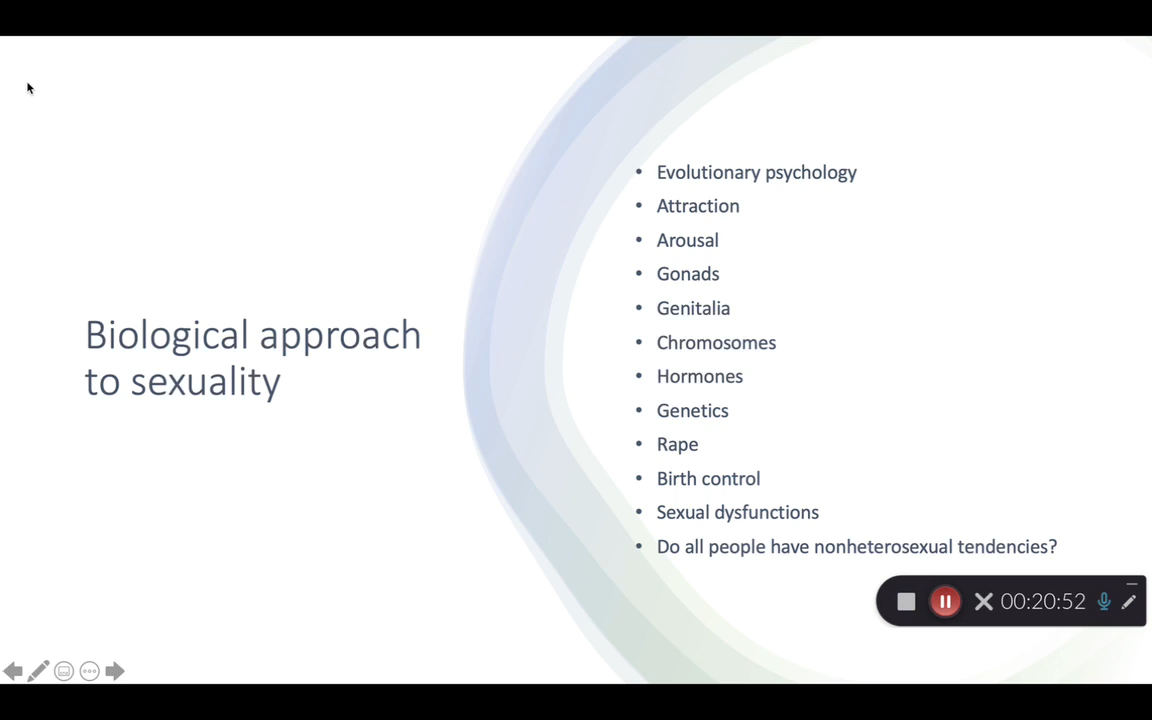 Biological approach
to sexuality
• Evolutionary psychology
• Attraction
• Arousal
• Gonads
• Genitalia
• Chromosomes
• Hormones
• Genetics
• Rape
• Birth control
• Sexual dysfunctions
• Do all people have nonheterosexual tendencies?
00:20:52